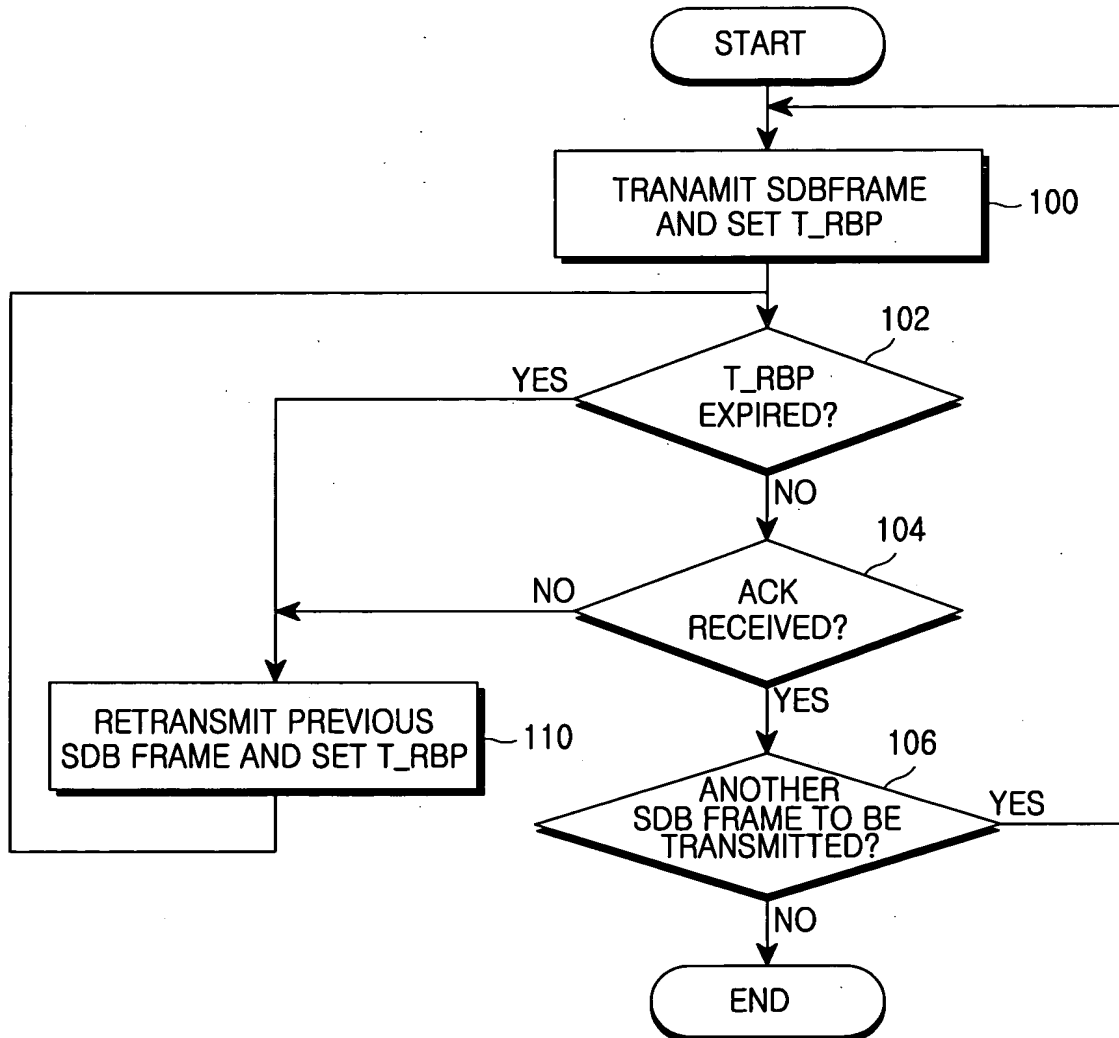 START
TRANAMIT SDBFRAME
AND SET T_RBP
100
102
YES
T_RBP
EXPIRED?
NO
104
NO
ACK
RECEIVED?
YES
RETRANSMIT PREVIOUS
SDB FRAME AND SET T_RBP
110
106
ANOTHER
SDB FRAME TO BE
TRANSMITTED?
YES
NO
END